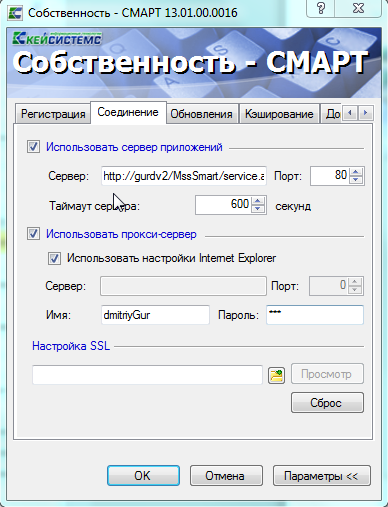 Собственность - СМАРТ 13.01.00.0016
КЕЙСИСТЕМС
Собственность - СМАРТ
Регистрация Соединение Обновления Кэширование До
Использовать сервер приложений
Сервер: http://gurdv2/MssSmart/service.a Порт: 80
Таймаут сервера: 600 секунд
Использовать прокси-сервер
Использовать настройки Internet Explorer
Сервер: Порт: 0
Имя: dmitriyGur Пароль: ***
Настройка SSL
Просмотр
Сброс
OK Отмена Параметры <<